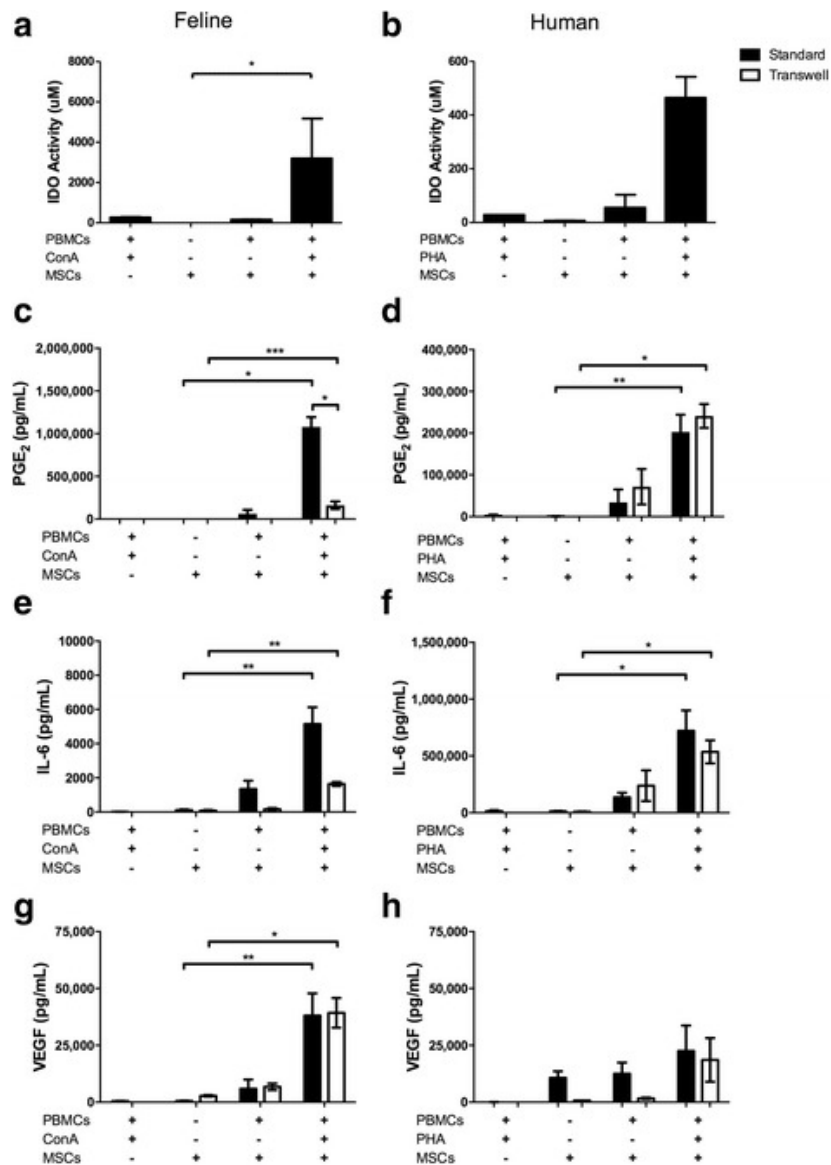 Feline
Human
Standard
Transwell
a
IDO Activity (uM)
8000
6000
4000
2000
0
*
PBMCs + - + +
ConA + - - +
MSCs - + + +
b
IDO Activity (uM)
600
400
200
0
PBMCs + - + +
PHA + - - +
MSCs - + + +
c
PGE2 (pg/mL)
2,000,000
1,500,000
1,000,000
500,000
0
***
*
*
PBMCs + - + +
ConA + - - +
MSCs - + + +
d
PGE2 (pg/mL)
400,000
300,000
200,000
100,000
0
*
**
PBMCs + - + +
PHA + - - +
MSCs - + + +
e
IL-6 (pg/mL)
10000
8000
6000
4000
2000
0
**
**
PBMCs + - + +
ConA + - - +
MSCs - + + +
f
IL-6 (pg/mL)
1,500,000
1,000,000
500,000
0
*
*
PBMCs + - + +
PHA + - - +
MSCs - + + +
g
VEGF (pg/mL)
75,000
50,000
25,000
0
*
**
PBMCs + - + +
ConA + - - +
MSCs - + + +
h
VEGF (pg/mL)
75,000
50,000
25,000
0
PBMCs + - + +
PHA + - - +
MSCs - + + +